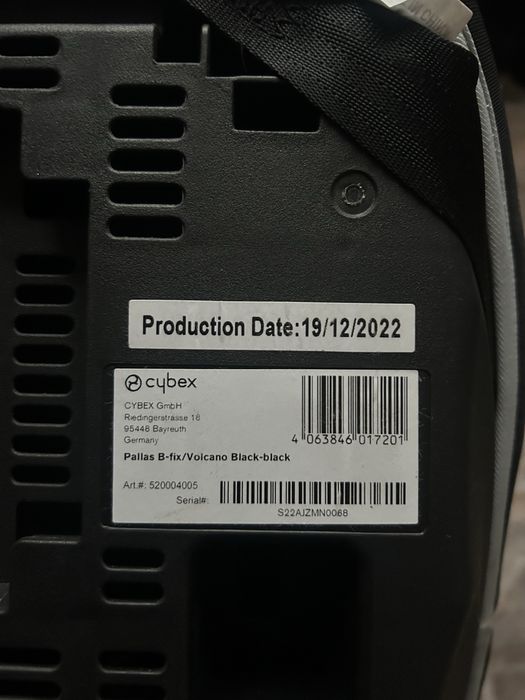 Production Date:19/12/2022
cybex
CYBEX GmbH
Riedingerstrasse 18
95448 Bayreuth
Germany
4 063846 017201
Pallas B-fix/Volcano Black-black
Art.#: 520004005
Serial#:
S22AJZMN0068